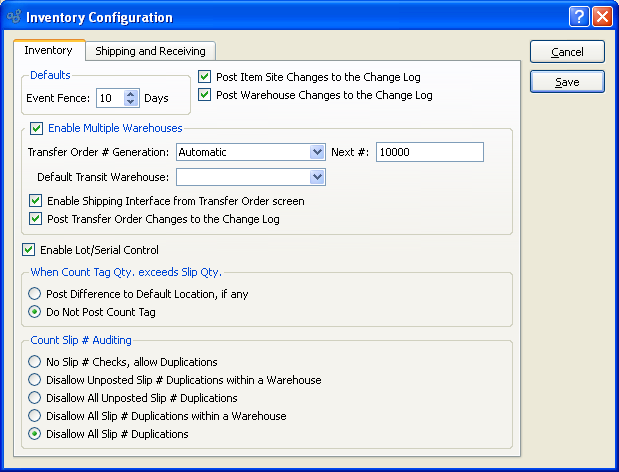 Inventory Configuration
Inventory
Shipping and Receiving
Cancel
Save
Defaults
Event Fence: 10 Days
Post Item Site Changes to the Change Log
Post Warehouse Changes to the Change Log
Enable Multiple Warehouses
Transfer Order # Generation: Automatic Next #: 10000
Default Transit Warehouse:
Enable Shipping Interface from Transfer Order screen
Post Transfer Order Changes to the Change Log
Enable Lot/Serial Control
When Count Tag Qty. exceeds Slip Qty.
Post Difference to Default Location, if any
Do Not Post Count Tag
Count Slip # Auditing
No Slip # Checks, allow Duplications
Disallow Unposted Slip # Duplications within a Warehouse
Disallow All Unposted Slip # Duplications
Disallow All Slip # Duplications within a Warehouse
Disallow All Slip # Duplications